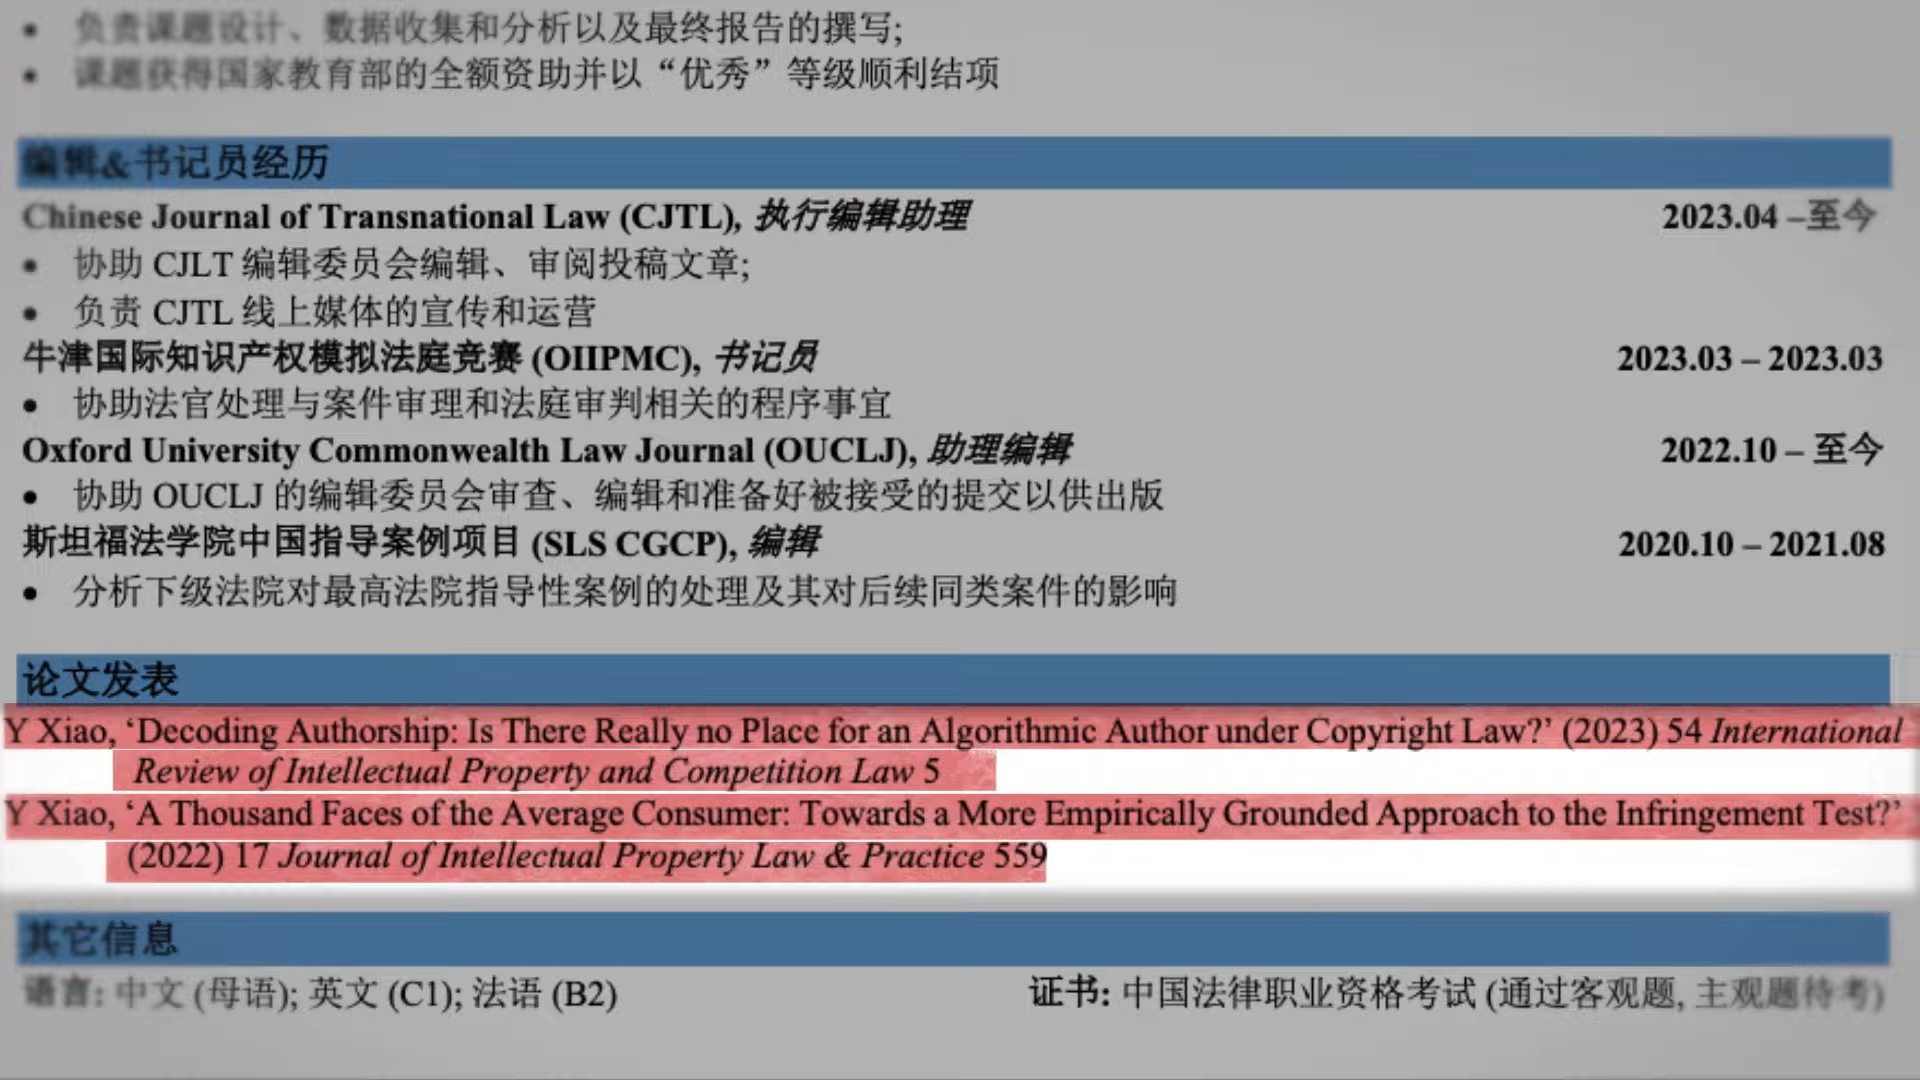 • 负责课题设计、数据收集和分析以及最终报告的撰写;
• 课题获得国家教育部的全额资助并以“优秀”等级顺利结项
编辑&书记员经历
Chinese Journal of Transnational Law (CJTL), 执行编辑助理 2023.04 –至今
• 协助 CJLT 编辑委员会编辑、审阅投稿文章;
• 负责 CJTL 线上媒体的宣传和运营
牛津国际知识产权模拟法庭竞赛 (OIIPMC), 书记员 2023.03 – 2023.03
• 协助法官处理与案件审理和法庭审判相关的程序事宜
Oxford University Commonwealth Law Journal (OUCLJ), 助理编辑 2022.10 – 至今
• 协助 OUCLJ 的编辑委员会审查、编辑和准备好被接受的提交以供出版
斯坦福法学院中国指导案例项目 (SLS CGCP), 编辑 2020.10 – 2021.08
• 分析下级法院对最高法院指导性案例的处理及其对后续同类案件的影响
论文发表
Y Xiao, ‘Decoding Authorship: Is There Really no Place for an Algorithmic Author under Copyright Law?’ (2023) 54 International
Review of Intellectual Property and Competition Law 5
Y Xiao, ‘A Thousand Faces of the Average Consumer: Towards a More Empirically Grounded Approach to the Infringement Test?’
(2022) 17 Journal of Intellectual Property Law & Practice 559
其它信息
语言: 中文 (母语); 英文 (C1); 法语 (B2) 证书: 中国法律职业资格考试 (通过客观题, 主观题待考)